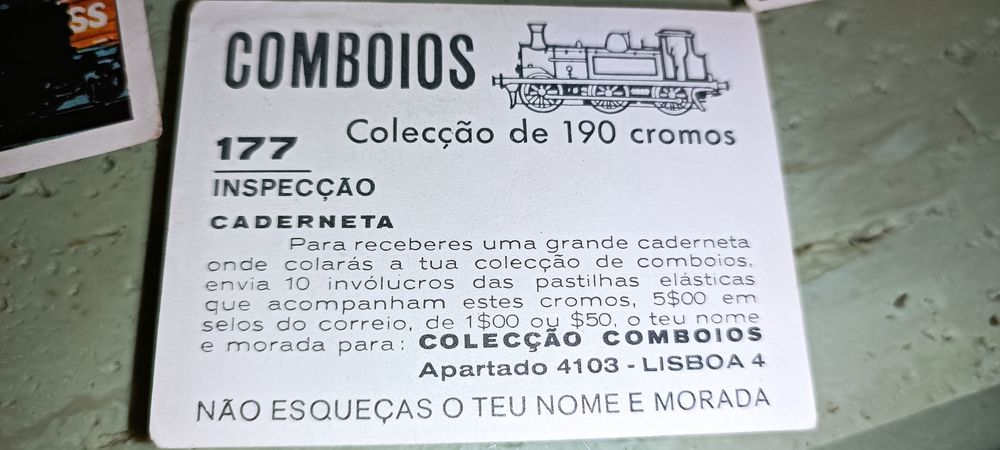 SS
COMBOIOS
Colecção de 190 cromos
177
INSPECÇÃO
CADERNETA
Para receberes uma grande caderneta
onde colarás a tua colecção de comboios,
envia 10 invólucros das pastilhas elásticas
que acompanham estes cromos, 5$00 em
selos do correio, de 1$00 ou $50, o teu nome
e morada para: COLECÇÃO COMBOIOS
Apartado 4103 - LISBOA 4
NÃO ESQUEÇAS O TEU NOME E MORADA